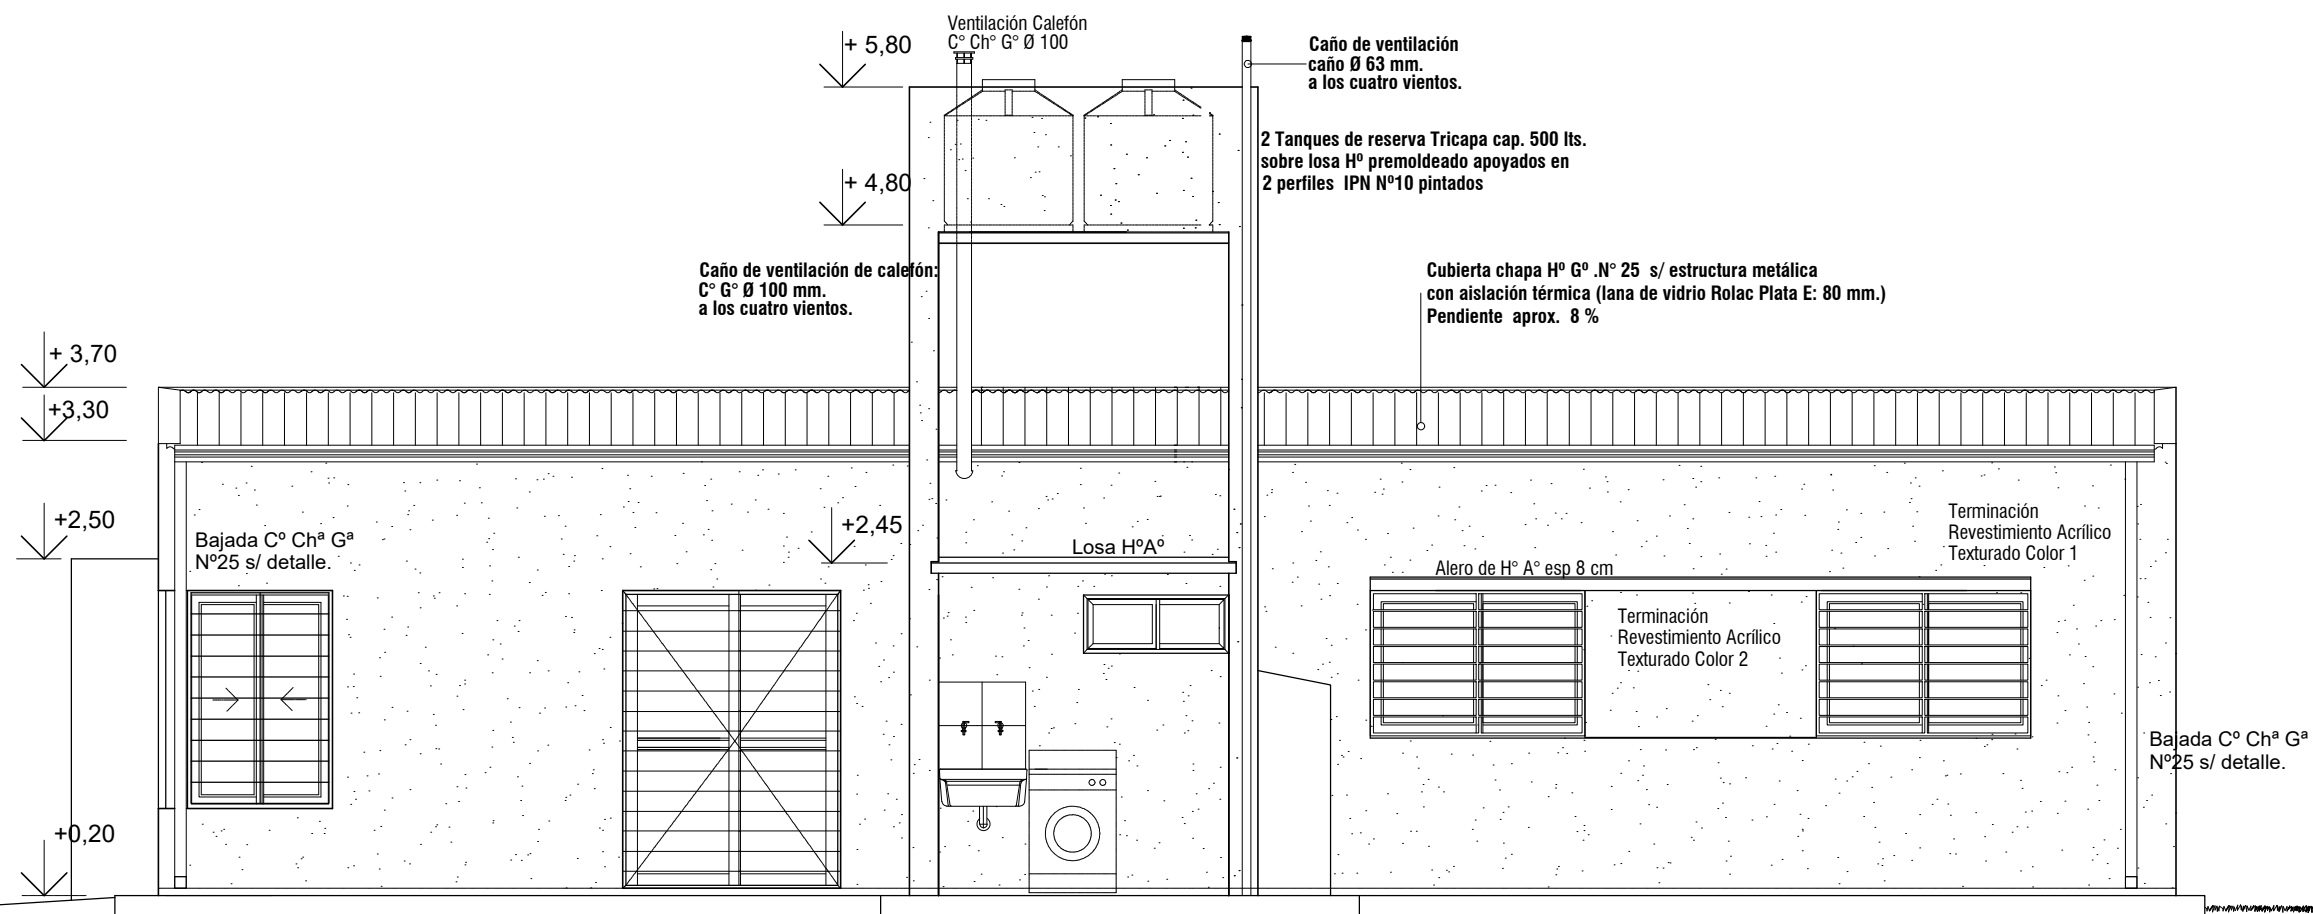 Ventilación Calefón
C° Ch° G° Ø 100
+ 5,80
Caño de ventilación
caño Ø 63 mm.
a los cuatro vientos.
2 Tanques de reserva Tricapa cap. 500 lts.
sobre losa Hº premoldeado apoyados en
2 perfiles IPN Nº10 pintados
+ 4,80
Caño de ventilación de calefón:
C° G° Ø 100 mm.
a los cuatro vientos.
Cubierta chapa Hº Gº .N° 25 s/ estructura metálica
con aislación térmica (lana de vidrio Rolac Plata E: 80 mm.)
Pendiente aprox. 8 %
+ 3,70
+3,30
+2,50
Bajada Cº Chª Gª
Nº25 s/ detalle.
+2,45
Losa HºAº
Alero de H° A° esp 8 cm
Terminación
Revestimiento Acrílico
Texturado Color 1
Terminación
Revestimiento Acrílico
Texturado Color 2
Bajada Cº Chª Gª
Nº25 s/ detalle.
+0,20